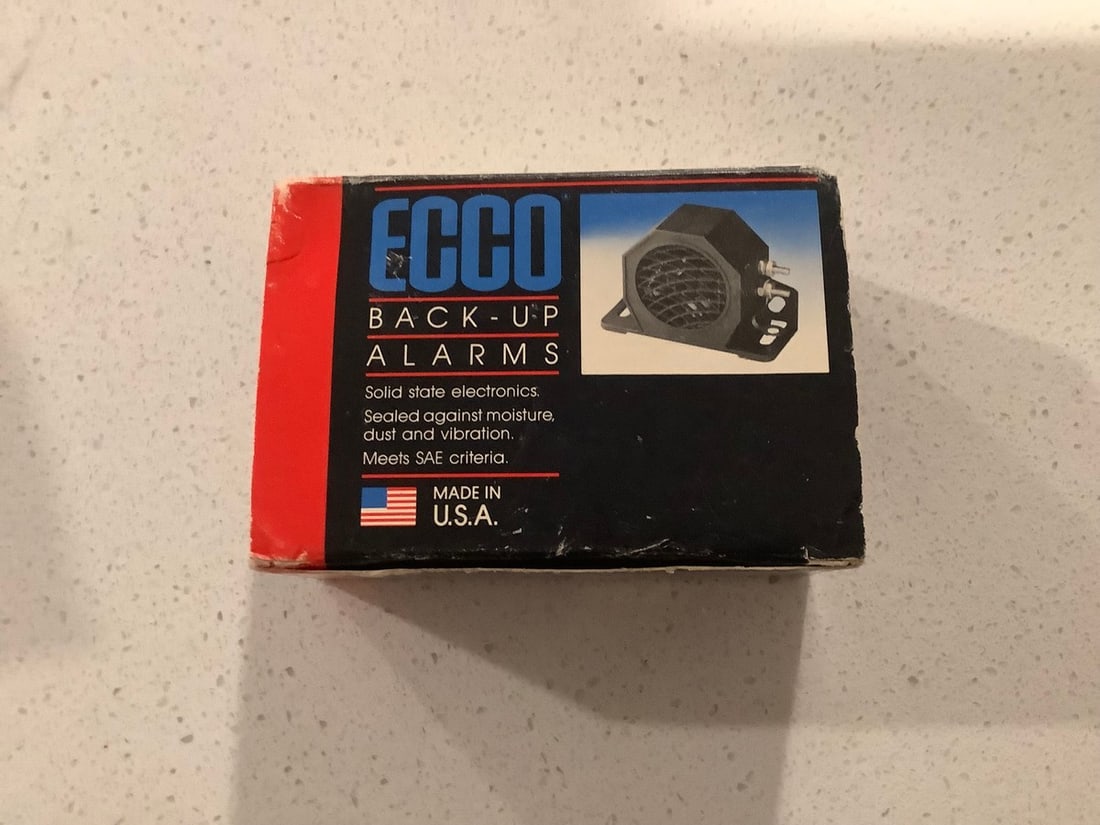 ECCO
BACK-UP
ALARMS
Solid state electronics.
Sealed against moisture,
dust and vibration.
Meets SAE criteria.
MADE IN
U.S.A.